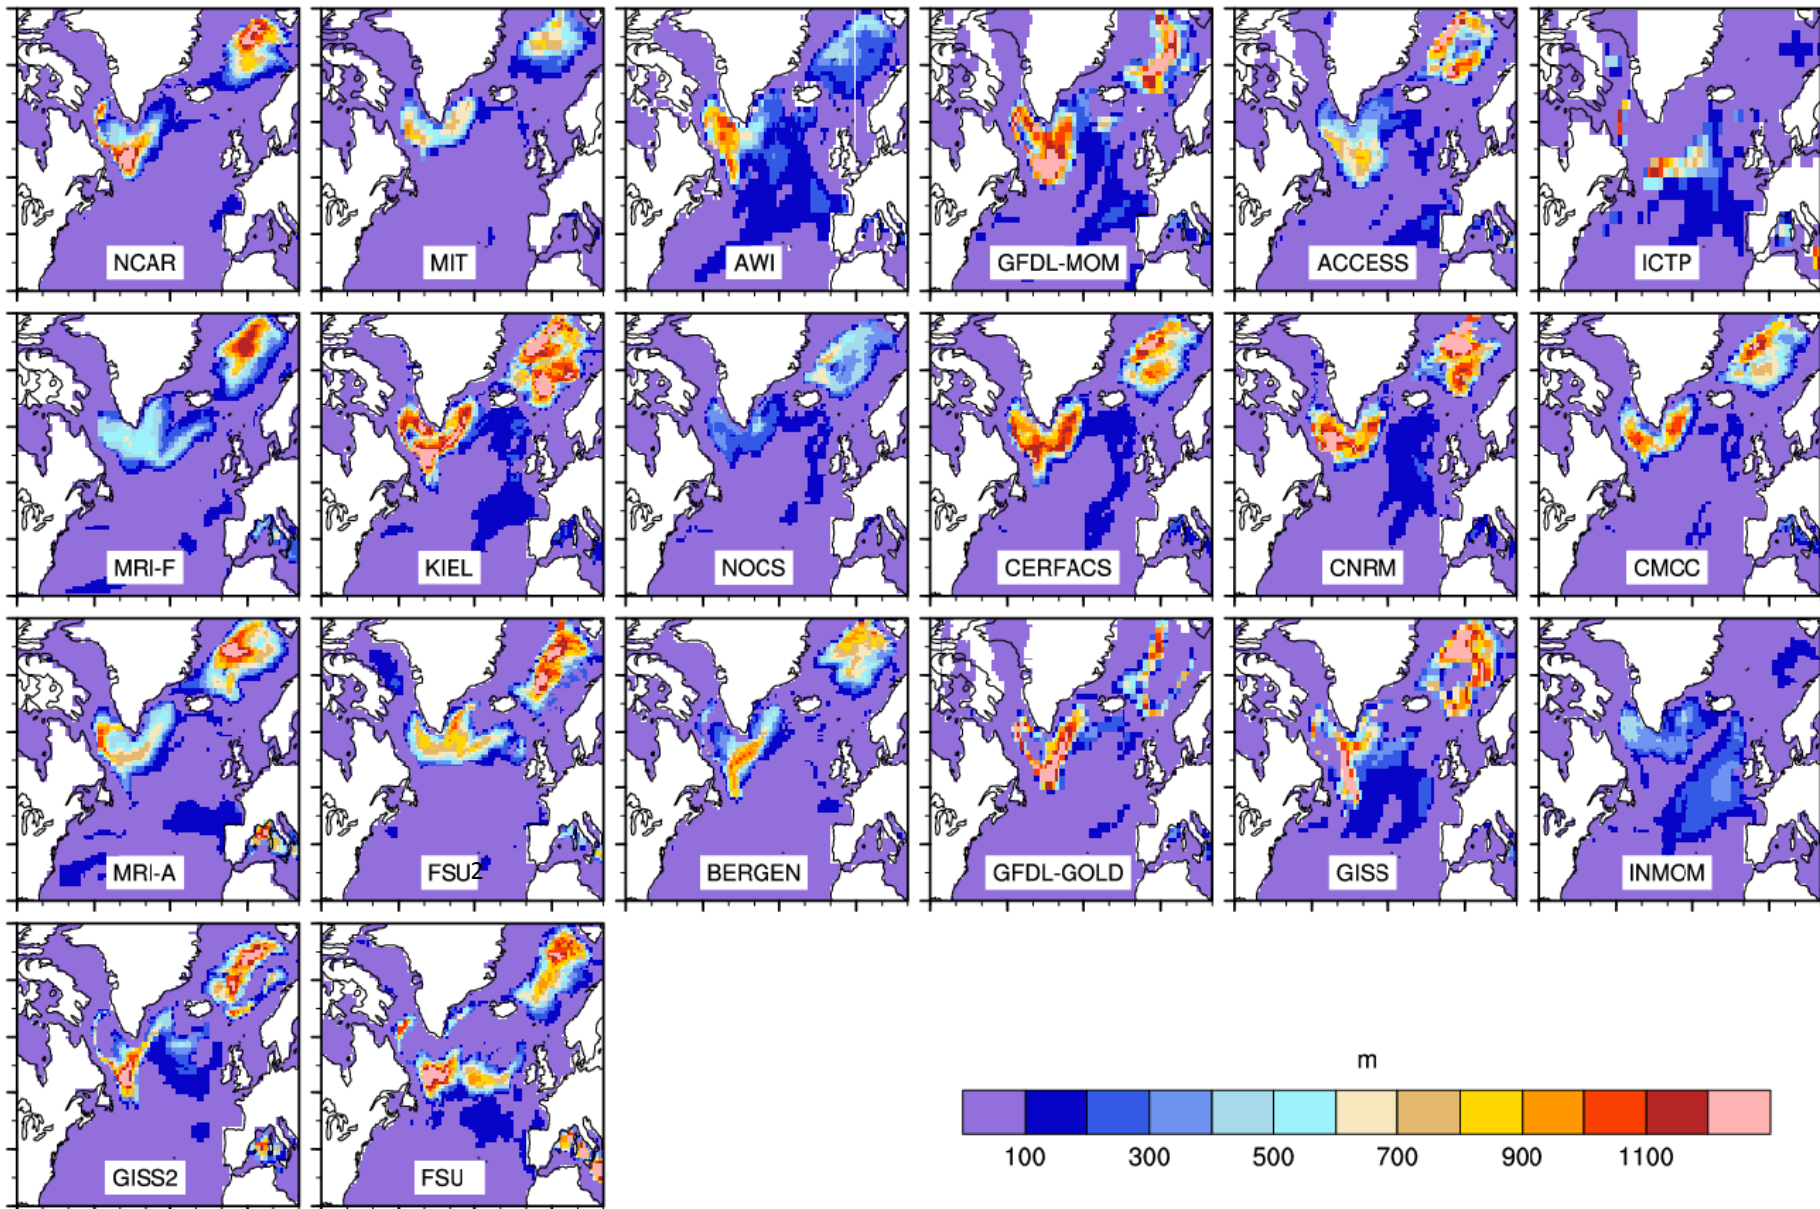 NCAR
MIT
AWI
GFDL-MOM
ACCESS
ICTP
MRI-F
KIEL
NOCS
CERFACS
CNRM
CMCC
MRI-A
FSU2
BERGEN
GFDL-GOLD
GISS
INMOM
GISS2
FSU
m
100 300 500 700 900 1100